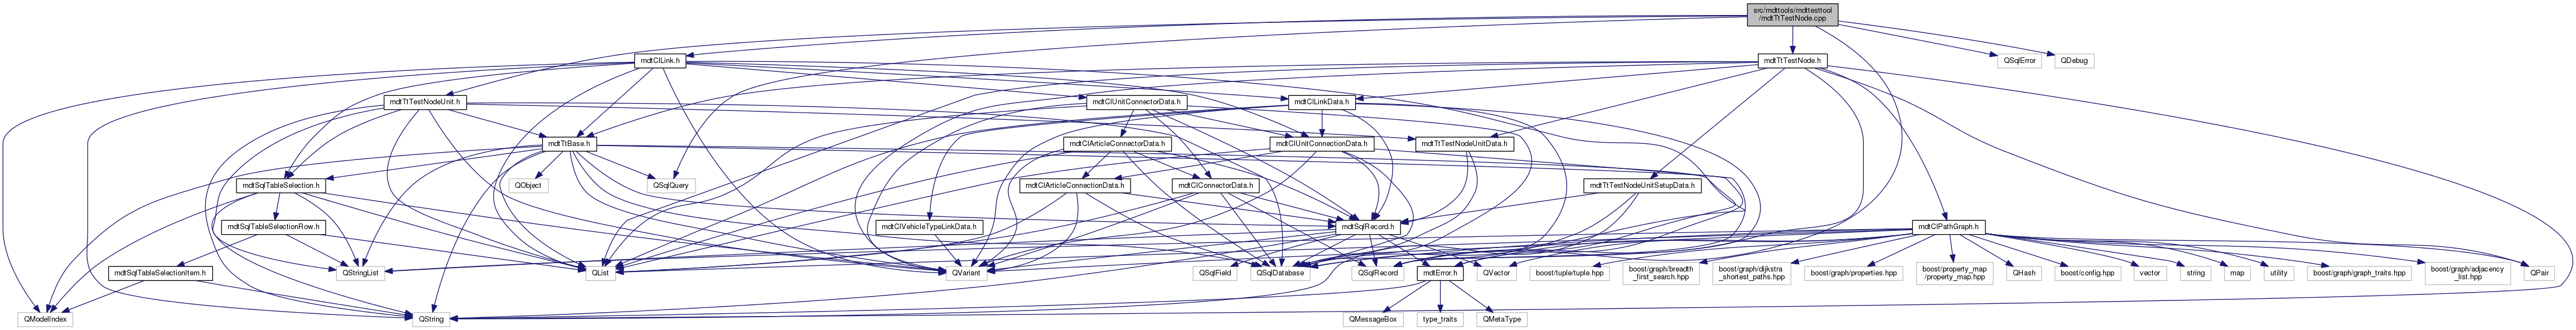 src/mdttools/mdttesttool
/mdtTtTestNode.cpp
mdtClLink.h
mdtTtTestNode.h
QSqlError
QDebug
mdtTtTestNodeUnit.h
mdtClUnitConnectorData.h
mdtClLinkData.h
mdtTtBase.h
mdtClArticleConnectorData.h
mdtClUnitConnectionData.h
mdtTtTestNodeUnitData.h
mdtSqlTableSelection.h
QObject
QSqlQuery
mdtClArticleConnectionData.h
mdtClConnectorData.h
mdtTtTestNodeUnitSetupData.h
mdtSqlTableSelectionRow.h
mdtClVehicleTypeLinkData.h
mdtSqlRecord.h
mdtClPathGraph.h
mdtSqlTableSelectionItem.h
QStringList
QList
QVariant
QSqlField
QSqlDatabase
QSqlRecord
mdtError.h
QVector
boost/tuple/tuple.hpp
boost/graph/breadth
_first_search.hpp
boost/graph/dijkstra
_shortest_paths.hpp
boost/graph/properties.hpp
boost/property_map
/property_map.hpp
QHash
boost/config.hpp
vector
string
map
utility
boost/graph/graph_traits.hpp
boost/graph/adjacency
_list.hpp
QPair
QModelIndex
QString
QMessageBox
type_traits
QMetaType